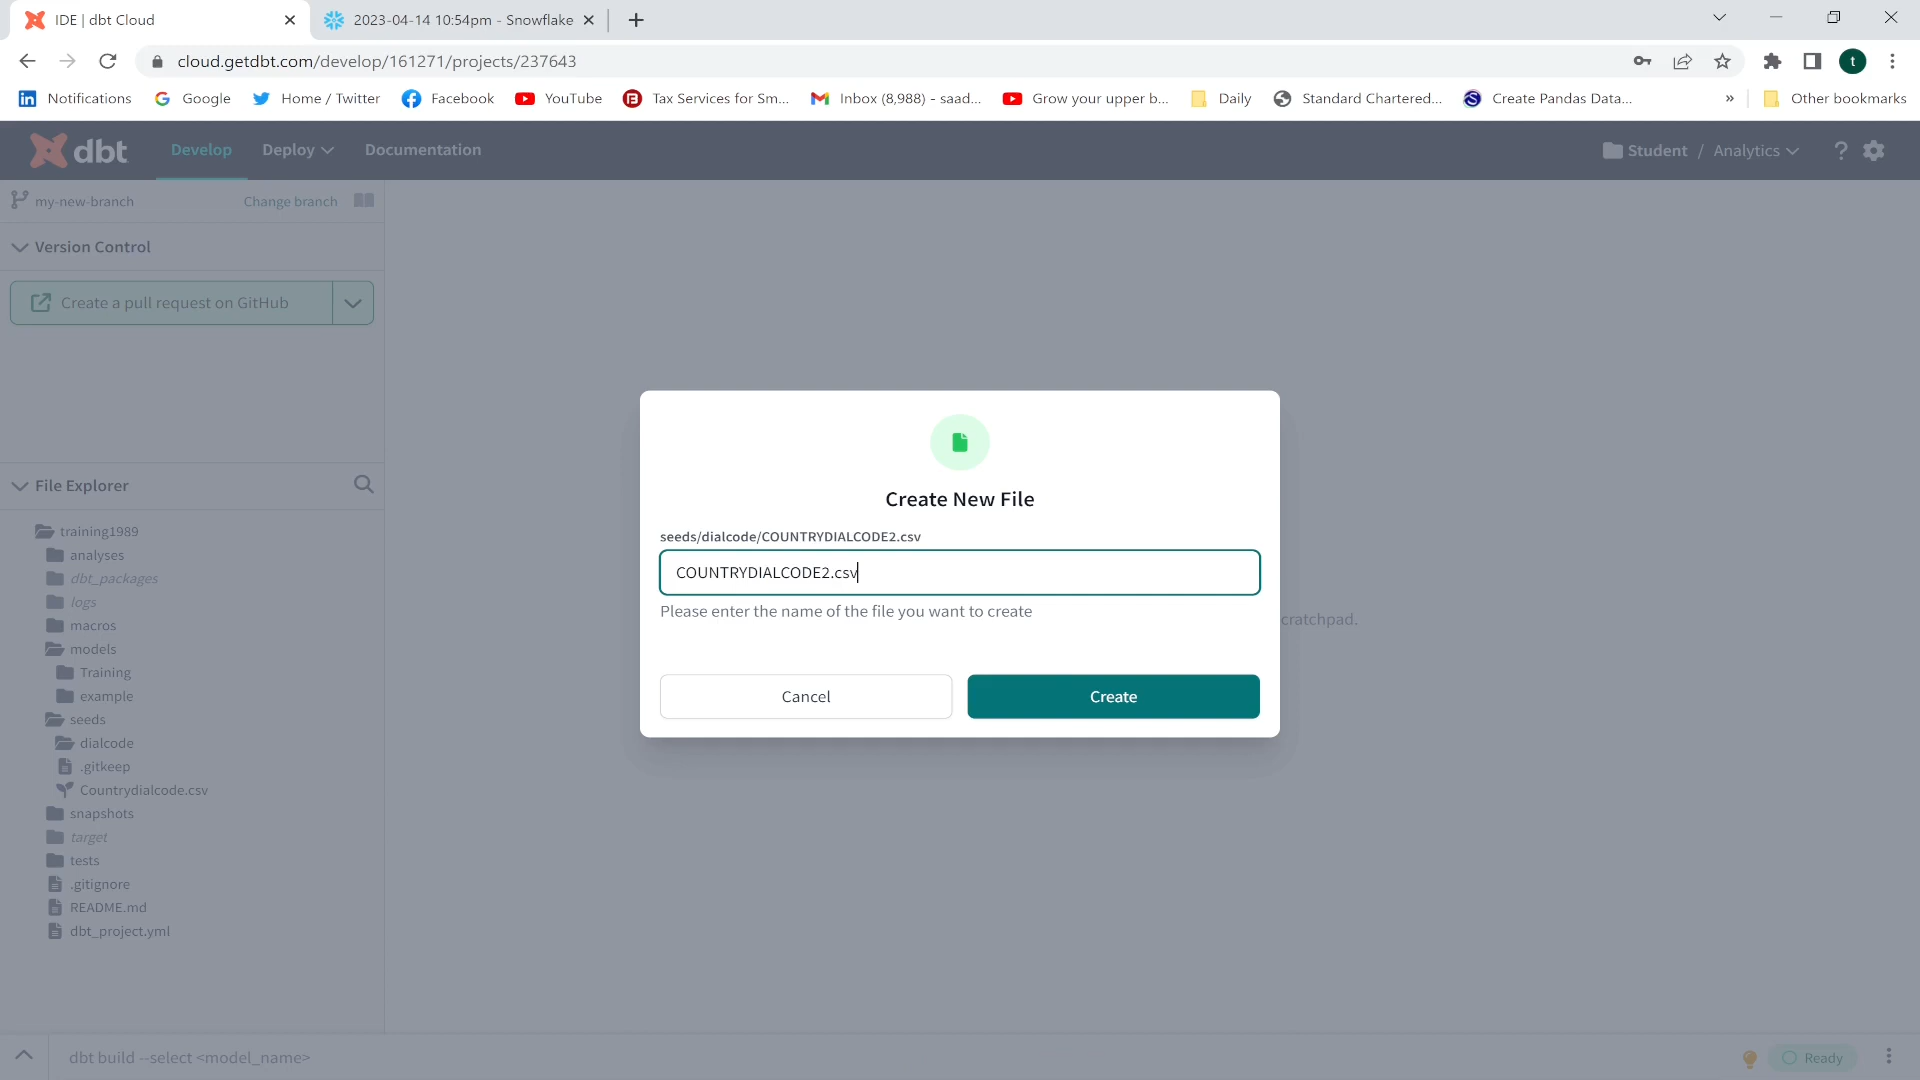 IDE | dbt Cloud
2023-04-14 10:54pm - Snowflake
cloud.getdbt.com/develop/161271/projects/237643
t
Notifications
Google
Home / Twitter
Facebook
YouTube
Tax Services for Sm...
Inbox (8,988) - saad...
Grow your upper b...
Daily
Standard Chartered...
Create Pandas Data...
»
Other bookmarks
dbt
Develop
Deploy
Documentation
Student / Analytics
?
my-new-branch
Change branch
Version Control
Create a pull request on GitHub
File Explorer
training1989
analyses
dbt_packages
logs
macros
models
Training
example
seeds
dialcode
.gitkeep
Countrydialcode.csv
snapshots
target
tests
.gitignore
README.md
dbt_project.yml
Create New File
seeds/dialcode/COUNTRYDIALCODE2.csv
COUNTRYDIALCODE2.csv
Please enter the name of the file you want to create
Cancel
Create
cratchpad.
dbt build --select <model_name>
Ready